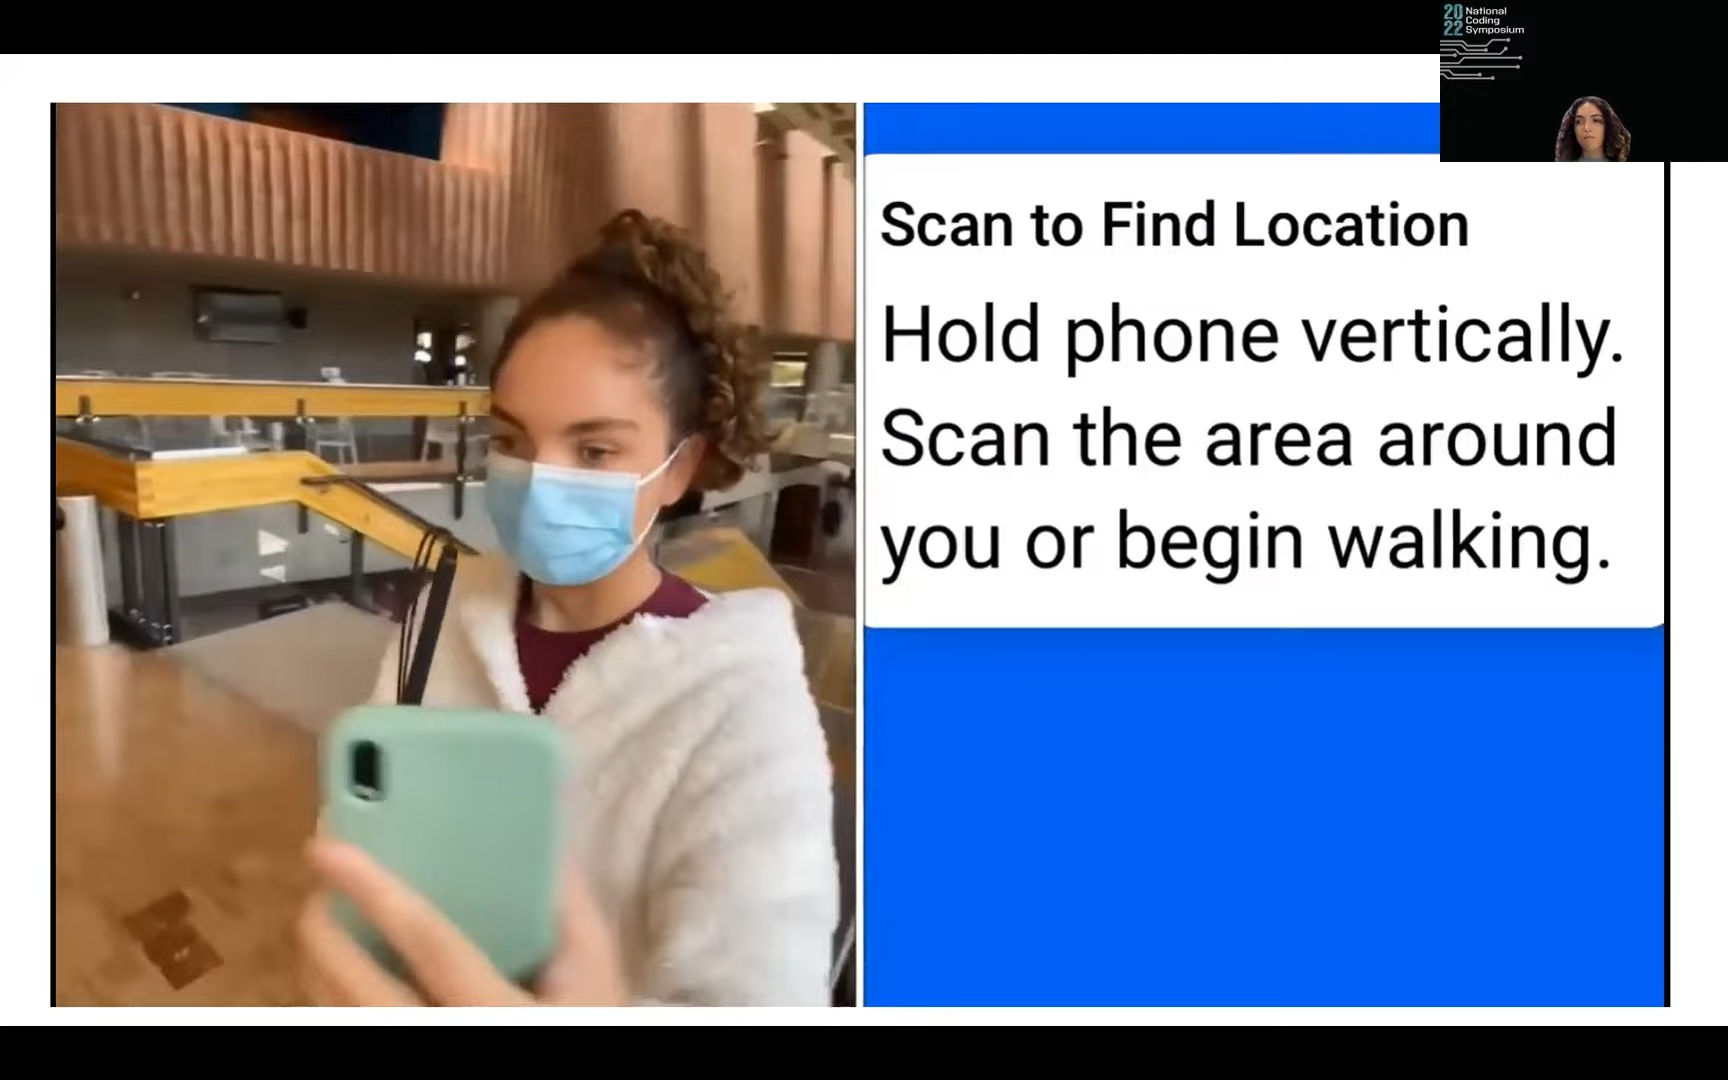 2022 National
Coding
Symposium
Scan to Find Location
Hold phone vertically.
Scan the area around
you or begin walking.